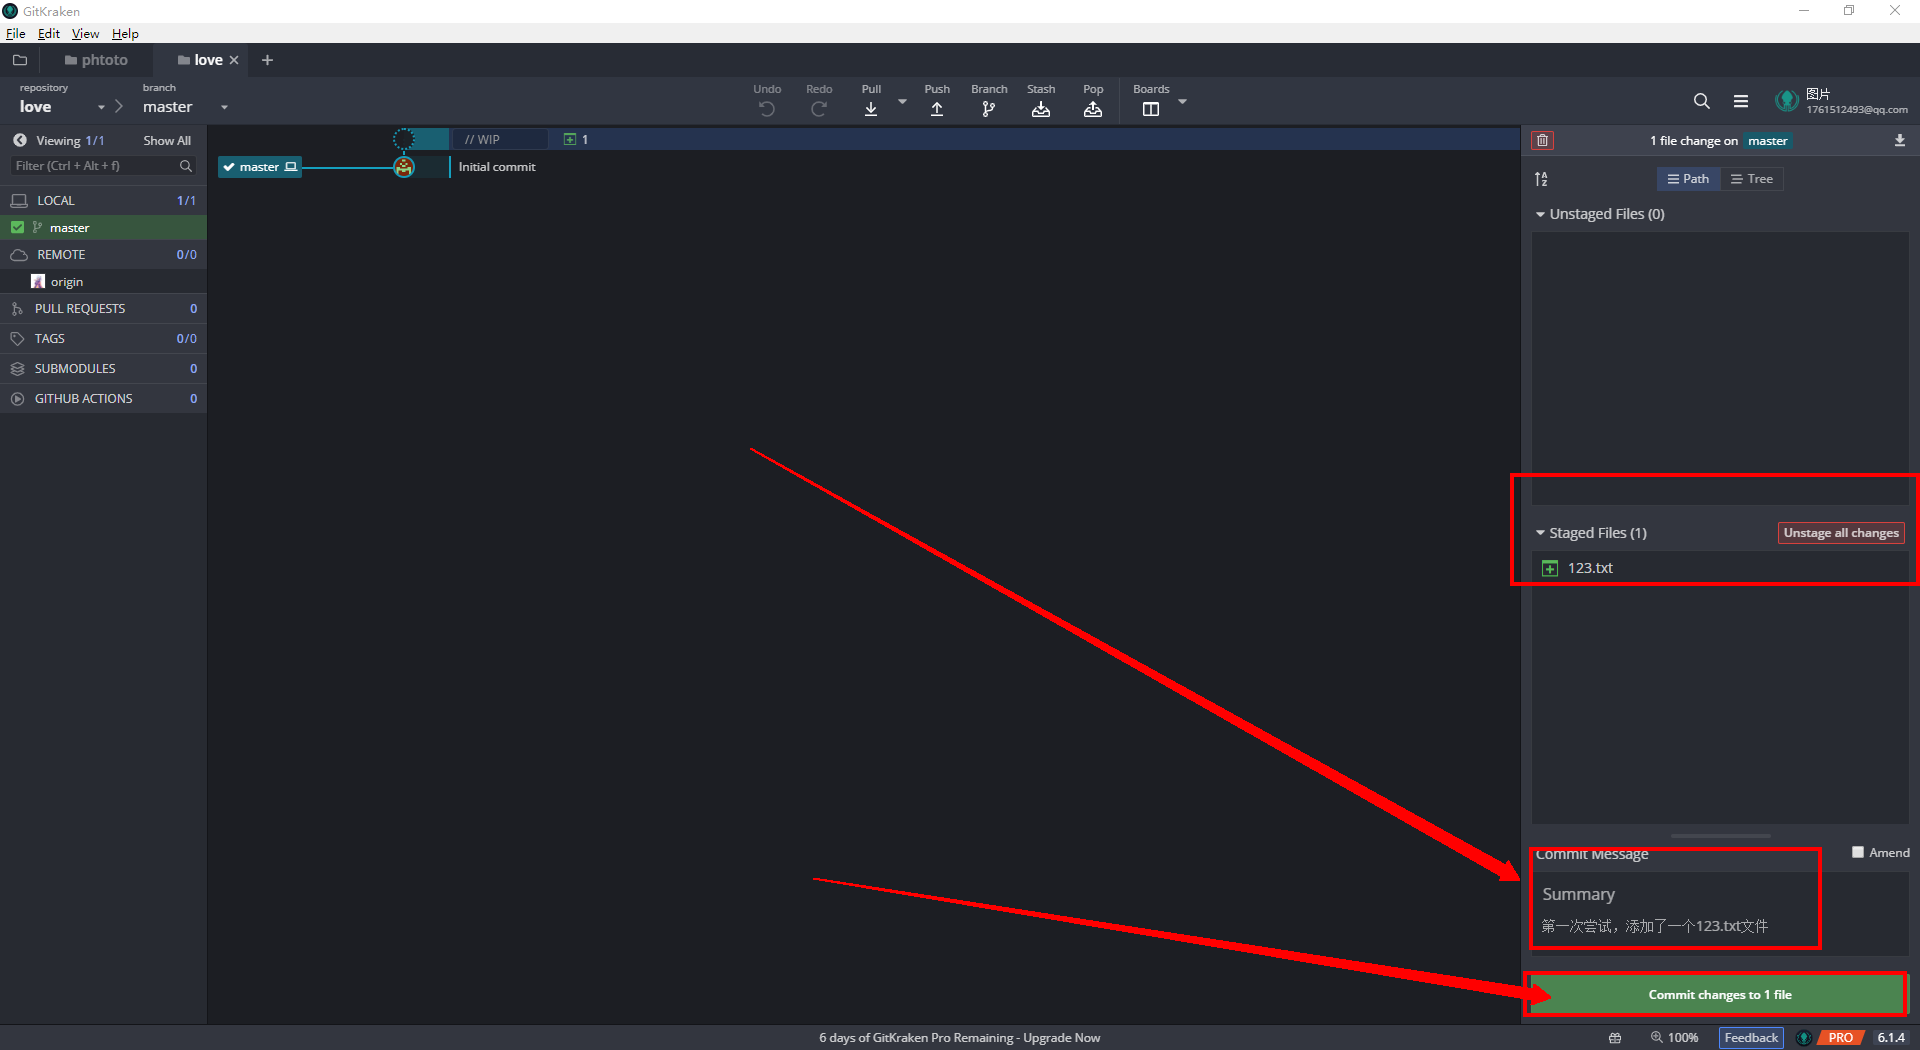 GitKraken
File Edit View Help
phtoto
love
repository
love
branch
master
Undo
Redo
Pull
Push
Branch
Stash
Pop
Boards
图片
1761512493@qq.com
Viewing 1/1 Show All
Filter (Ctrl + Alt + f)
LOCAL 1/1
master
REMOTE 0/0
origin
PULL REQUESTS 0
TAGS 0/0
SUBMODULES 0
GITHUB ACTIONS 0
// WIP 1
master Initial commit
1 file change on master
Path Tree
Unstaged Files (0)
Staged Files (1) Unstage all changes
123.txt
Commit Message Amend
Summary
第一次尝试，添加了一个123.txt文件
Commit changes to 1 file
6 days of GitKraken Pro Remaining - Upgrade Now
100% Feedback PRO 6.1.4